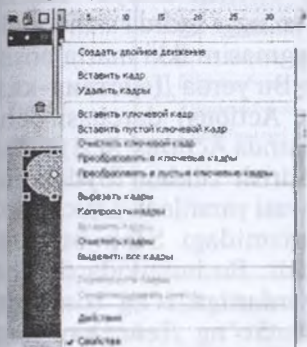 5 10 15 20 25 30
Создать двойное движение
Вставить кадр
Удалить кадры
Вставить ключевой кадр
Вставить пустой ключевой кадр
Очистить ключевой кадр
Преобразовать в ключевые кадры
Преобразовать в пустые ключевые кадры
Вырезать кадры
Копировать кадры
Очистить кадры
Выделить все кадры
Действия
Свойства